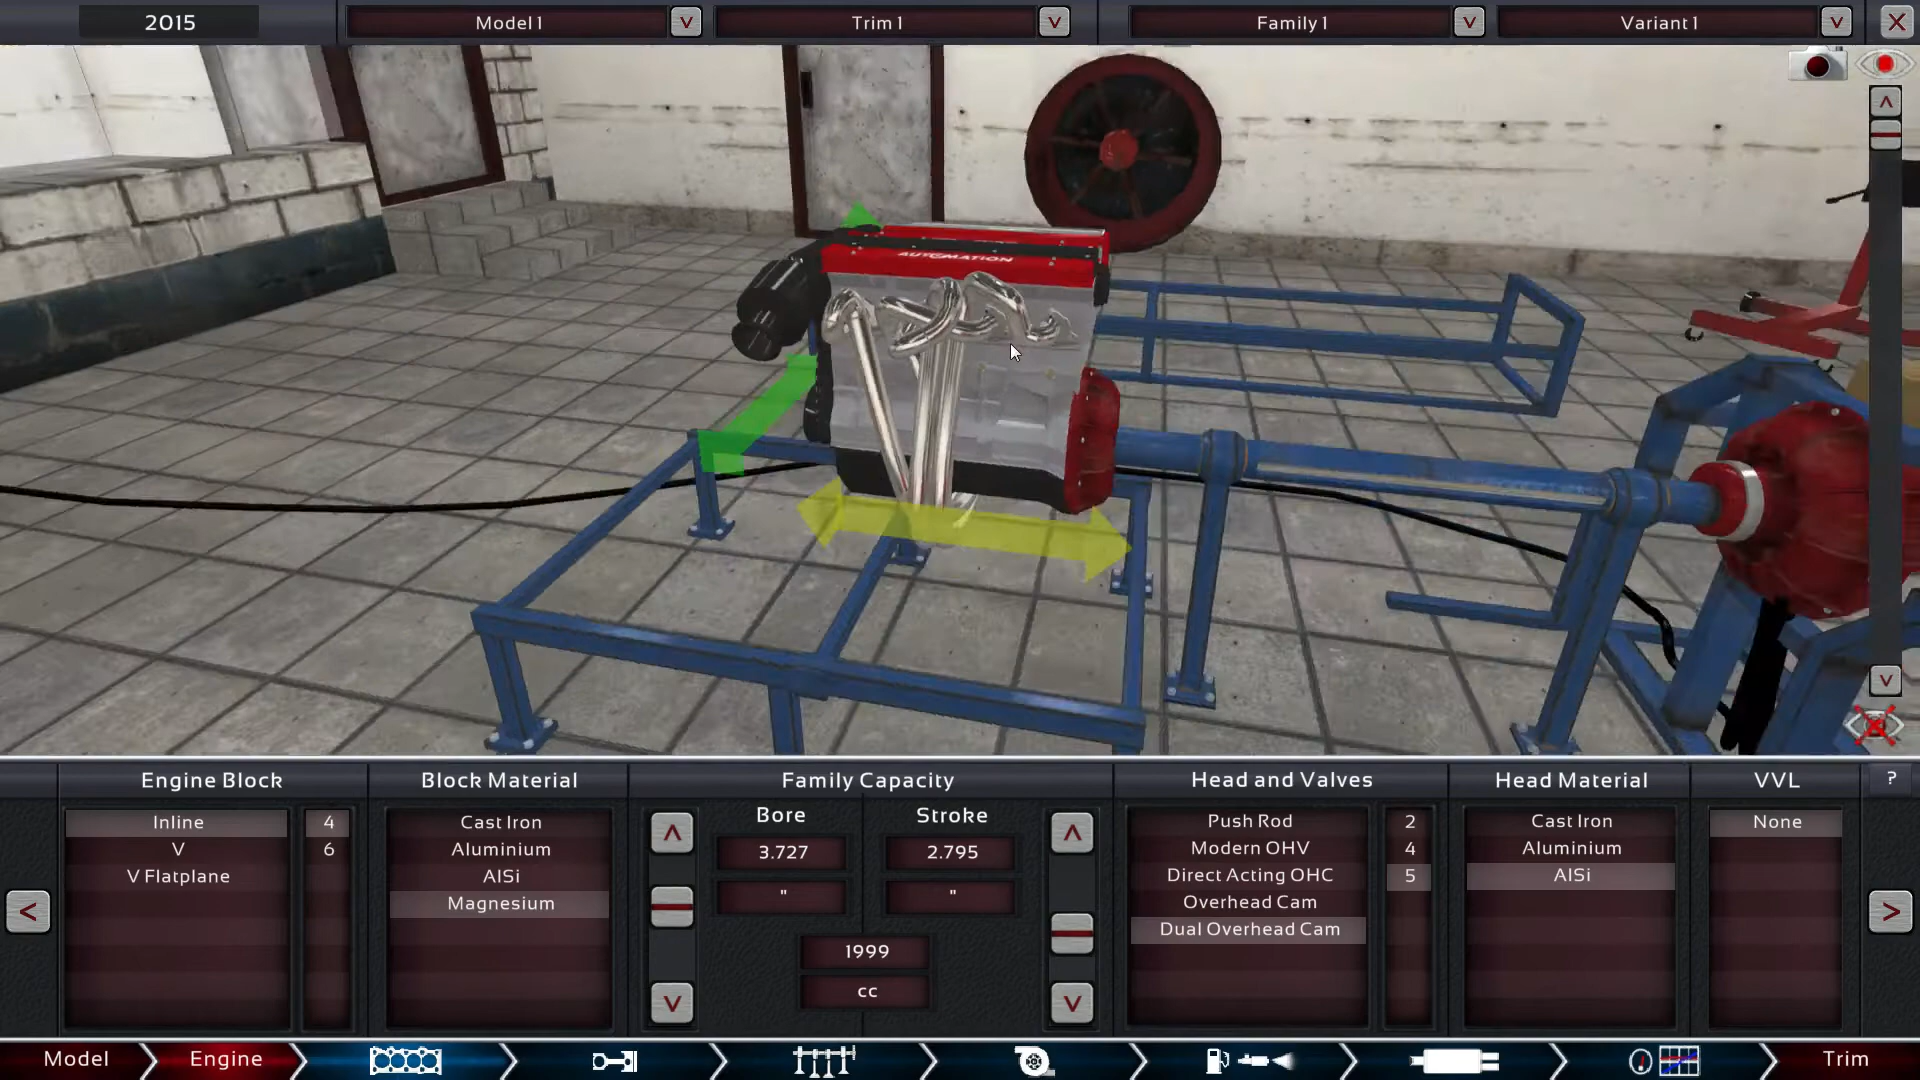 2015
Model 1
V
Trim 1
V
Family 1
V
Variant 1
V
X
AUTOMATION
Engine Block
Inline
4
V
6
V Flatplane
Block Material
Cast Iron
Aluminium
AlSi
Magnesium
Family Capacity
Bore
Stroke
3.727
2.795
"
"
1999
cc
Head and Valves
Push Rod
2
Modern OHV
4
Direct Acting OHC
5
Overhead Cam
Dual Overhead Cam
Head Material
Cast Iron
Aluminium
AlSi
VVL
None
?
<
>
Model
Engine
Trim